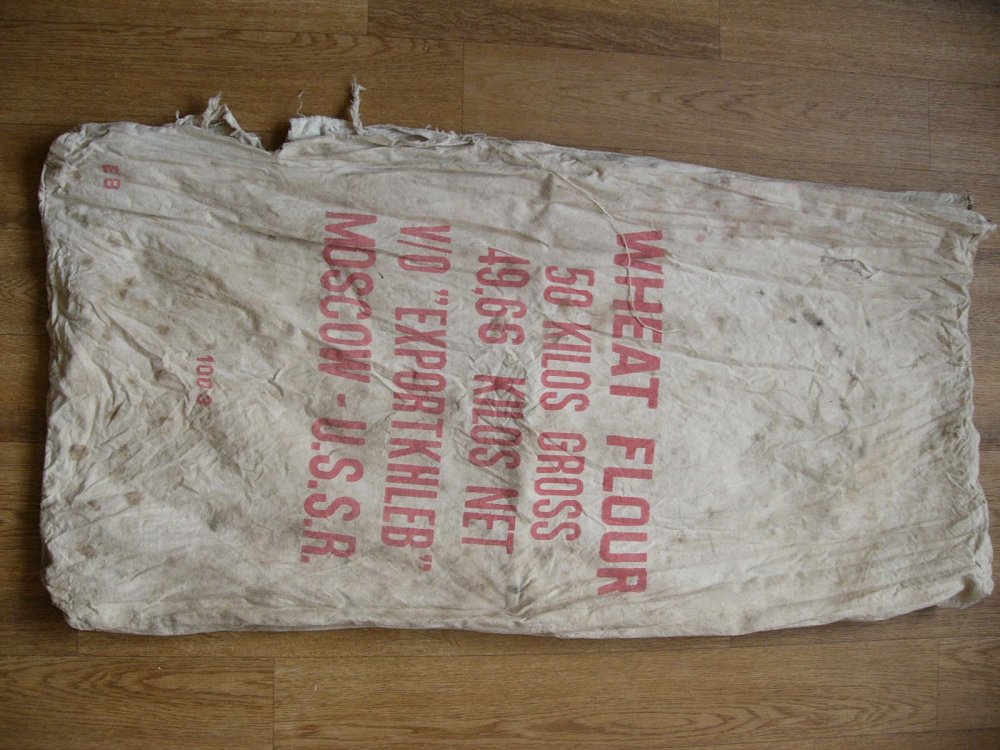 WHEAT FLOUR
50 KILOS GROSS
49,66 KILOS NET
V/O "EXPORTKHLEB"
MOSCOW - U.S.S.R.